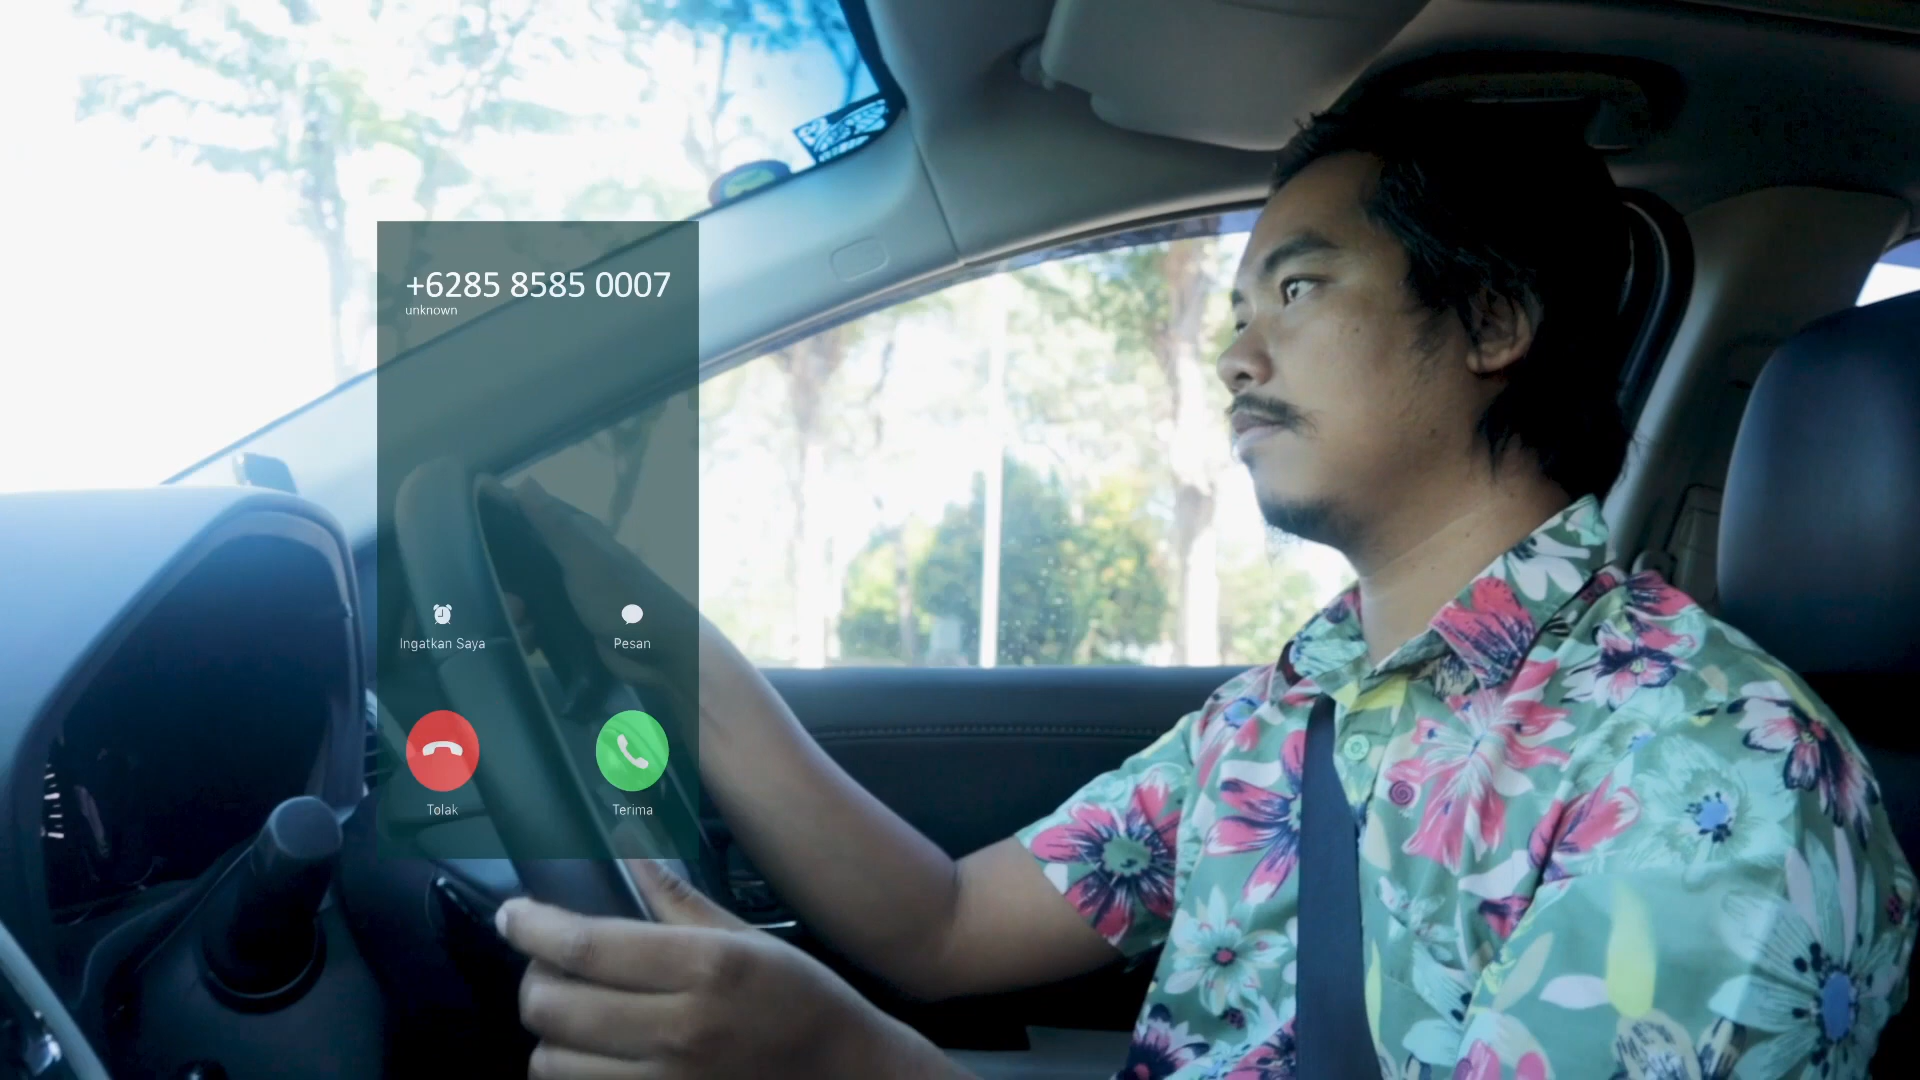 +6285 8585 0007
unknown
Ingatkan Saya
Pesan
Tolak
Terima